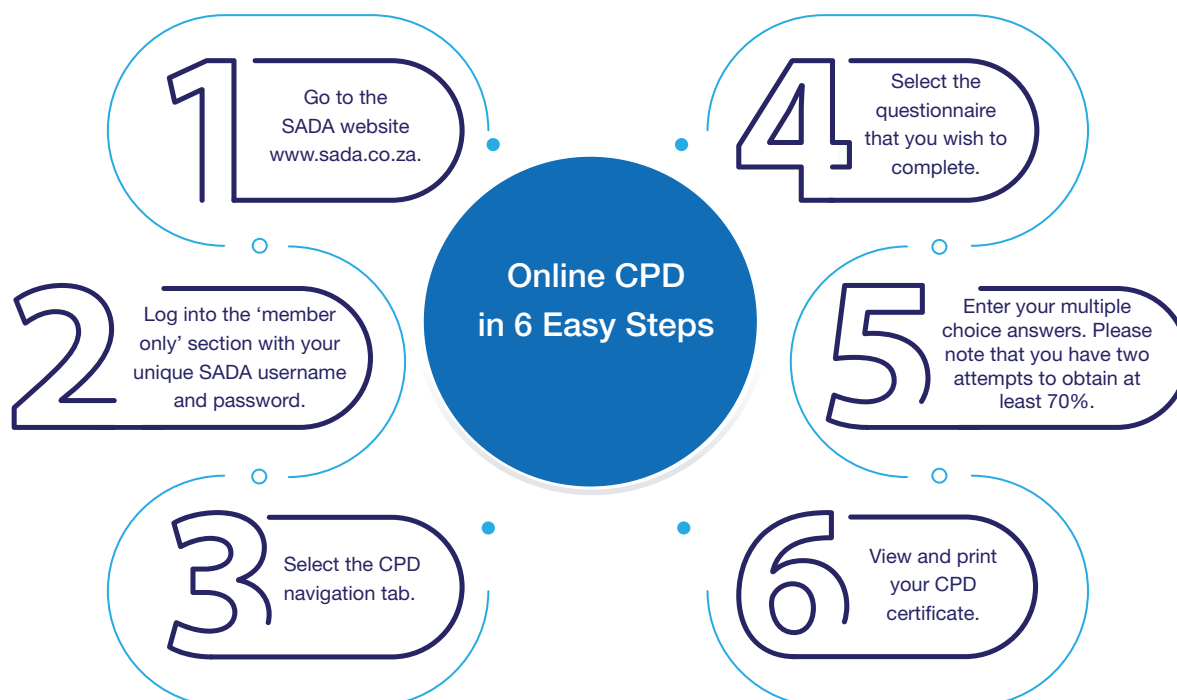 Online CPD
in 6 Easy Steps
1
Go to the
SADA website
www.sada.co.za.
2
Log into the ‘member
only’ section with your
unique SADA username
and password.
3
Select the CPD
navigation tab.
4
Select the
questionnaire
that you wish to
complete.
5
Enter your multiple
choice answers. Please
note that you have two
attempts to obtain at
least 70%.
6
View and print
your CPD
certificate.